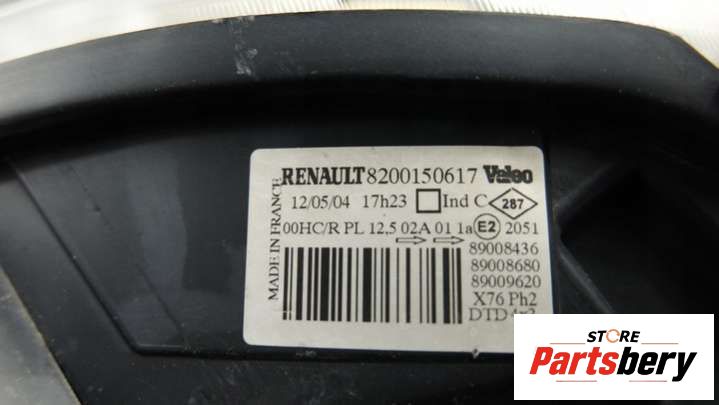 RENAULT 8200150617 Valeo
12/05/04 17h23 Ind C 287
00HC/R PL 12,5 02A 01 1a E2 2051
MADE IN FRANCE
89008436
89008680
89009620
X76 Ph2
STORE
Partsbery